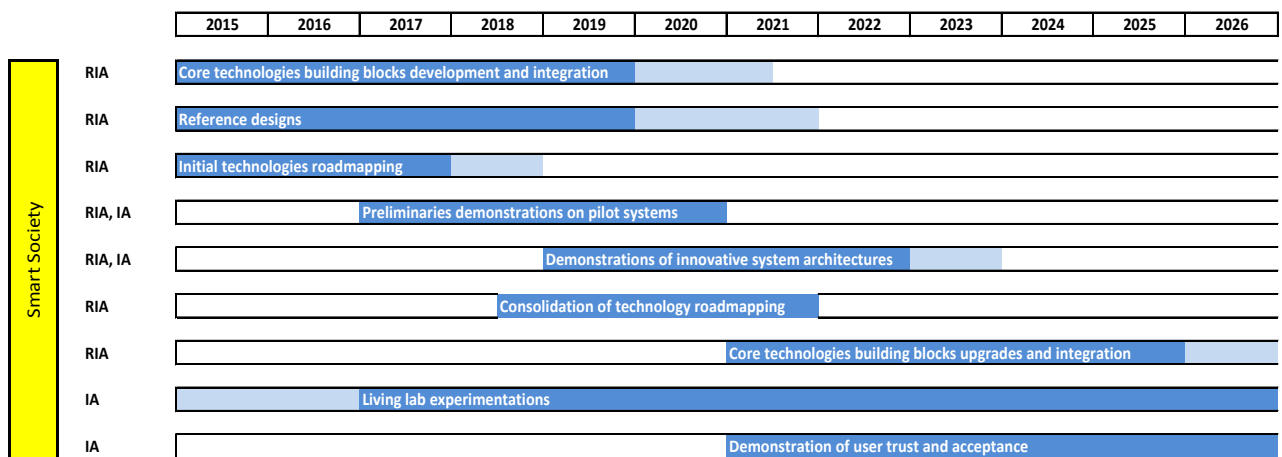 2015 2016 2017 2018 2019 2020 2021 2022 2023 2024 2025 2026
Smart Society
RIA Core technologies building blocks development and integration
RIA Reference designs
RIA Initial technologies roadmapping
RIA, IA Preliminaries demonstrations on pilot systems
RIA, IA Demonstrations of innovative system architectures
RIA Consolidation of technology roadmapping
RIA Core technologies building blocks upgrades and integration
IA Living lab experimentations
IA Demonstration of user trust and acceptance